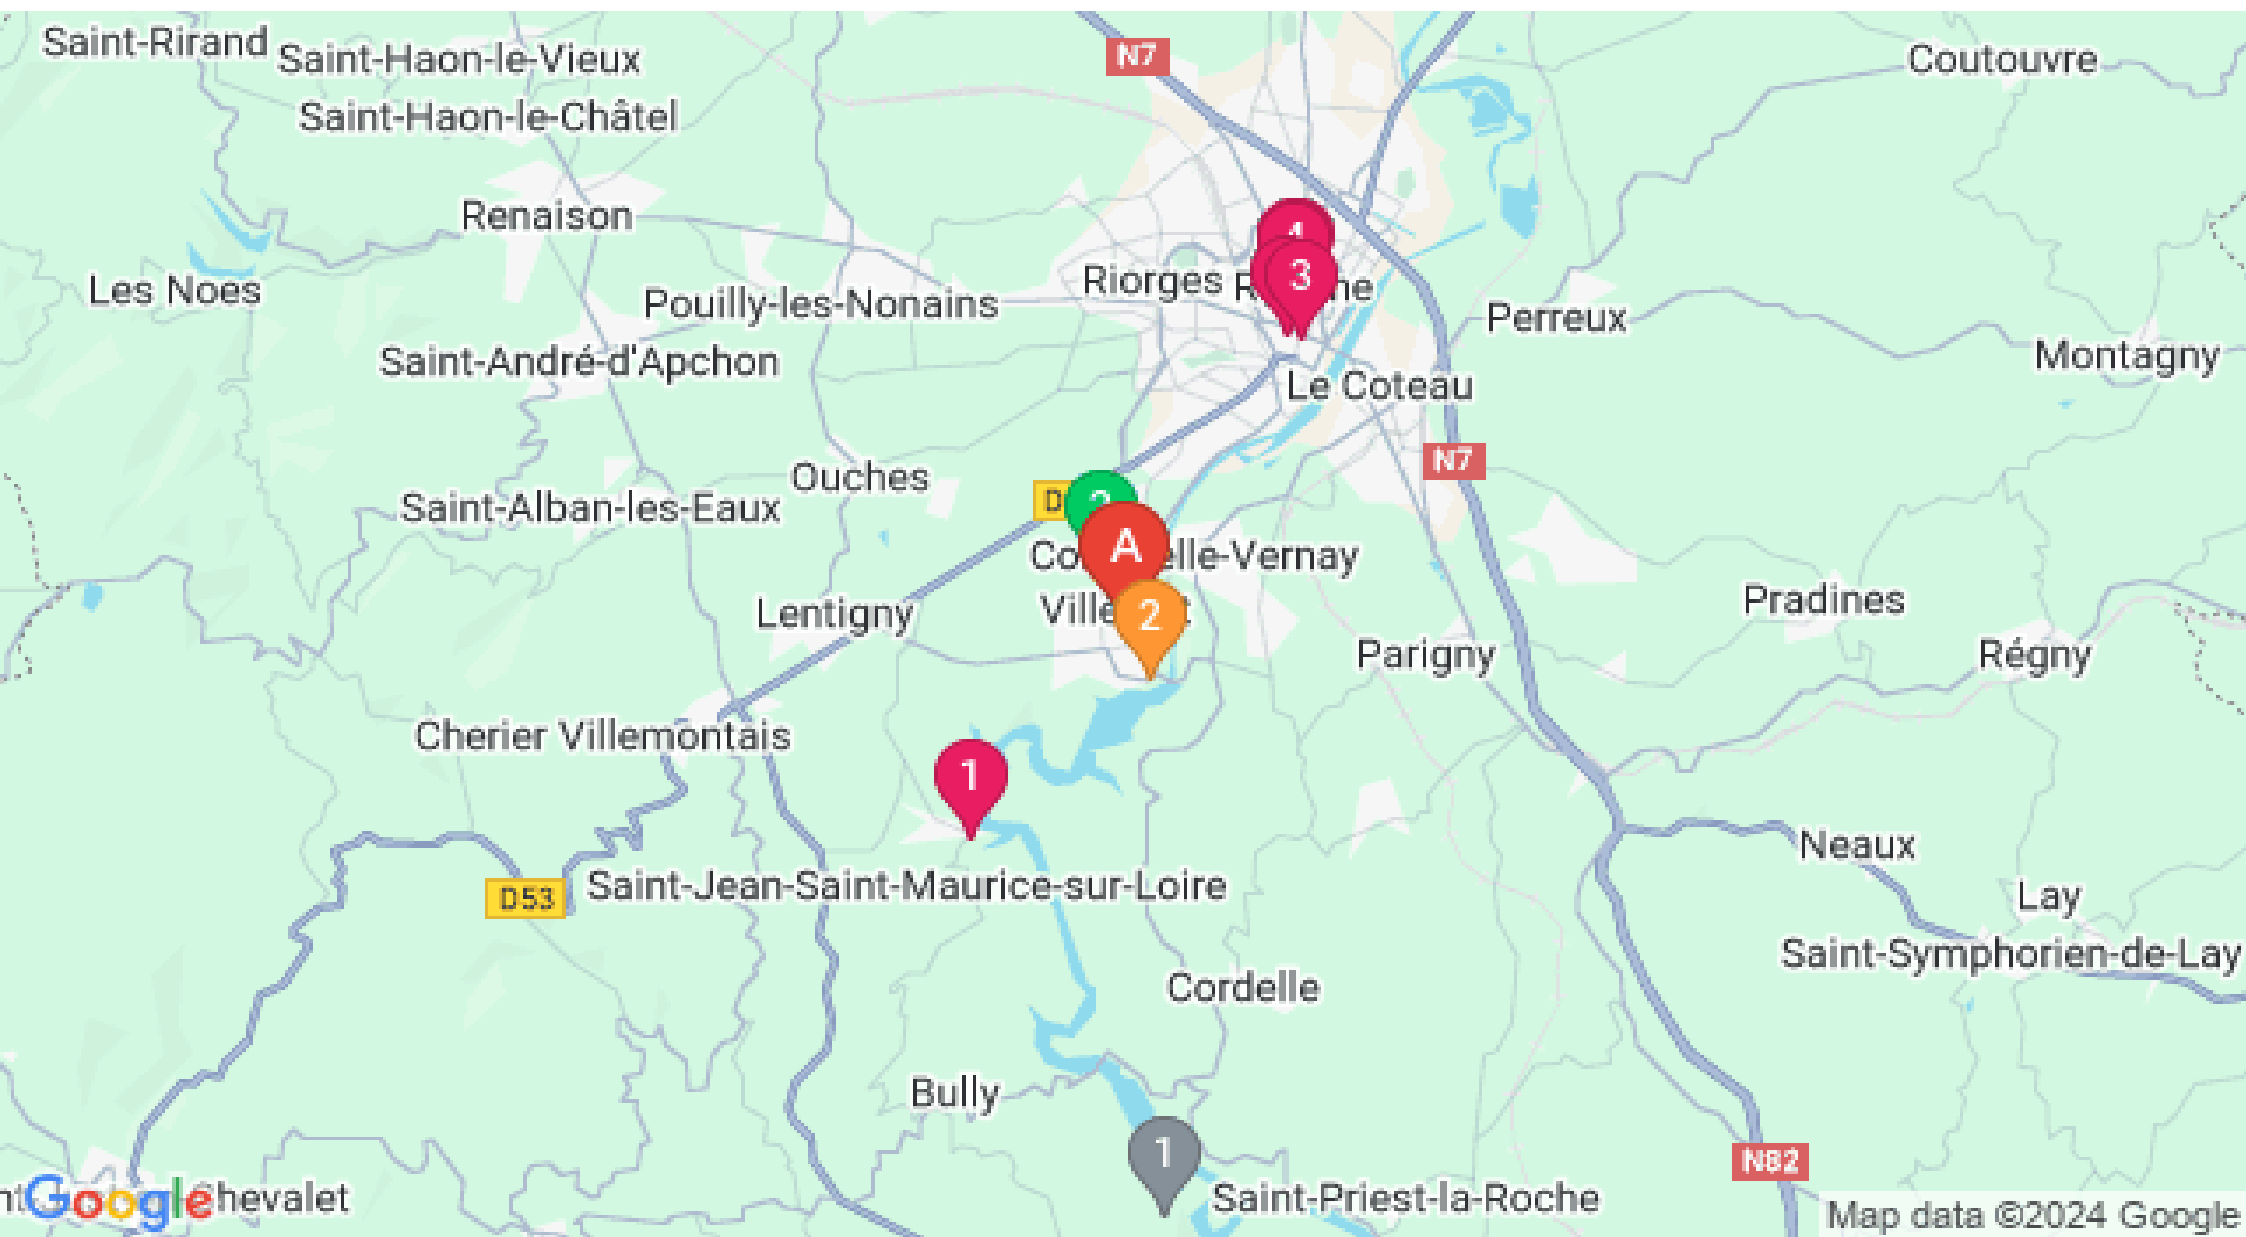 Saint-Rirand
Saint-Haon-le-Vieux
N7
Coutouvre
Saint-Haon-le-Châtel
Renaison
4
Les Noes
Pouilly-les-Nonains
Riorges
3
Perreux
Saint-André-d'Apchon
Montagny
Le Coteau
Ouches
N7
Saint-Alban-les-Eaux
D
2
A
elle-Vernay
Lentigny
2
Pradines
Parigny
Régny
Cherier
Villemontais
1
Neaux
D53
Saint-Jean-Saint-Maurice-sur-Loire
Lay
Saint-Symphorien-de-Lay
Cordelle
Bully
1
N82
Google
hevalet
Saint-Priest-la-Roche
Map data ©2024 Google